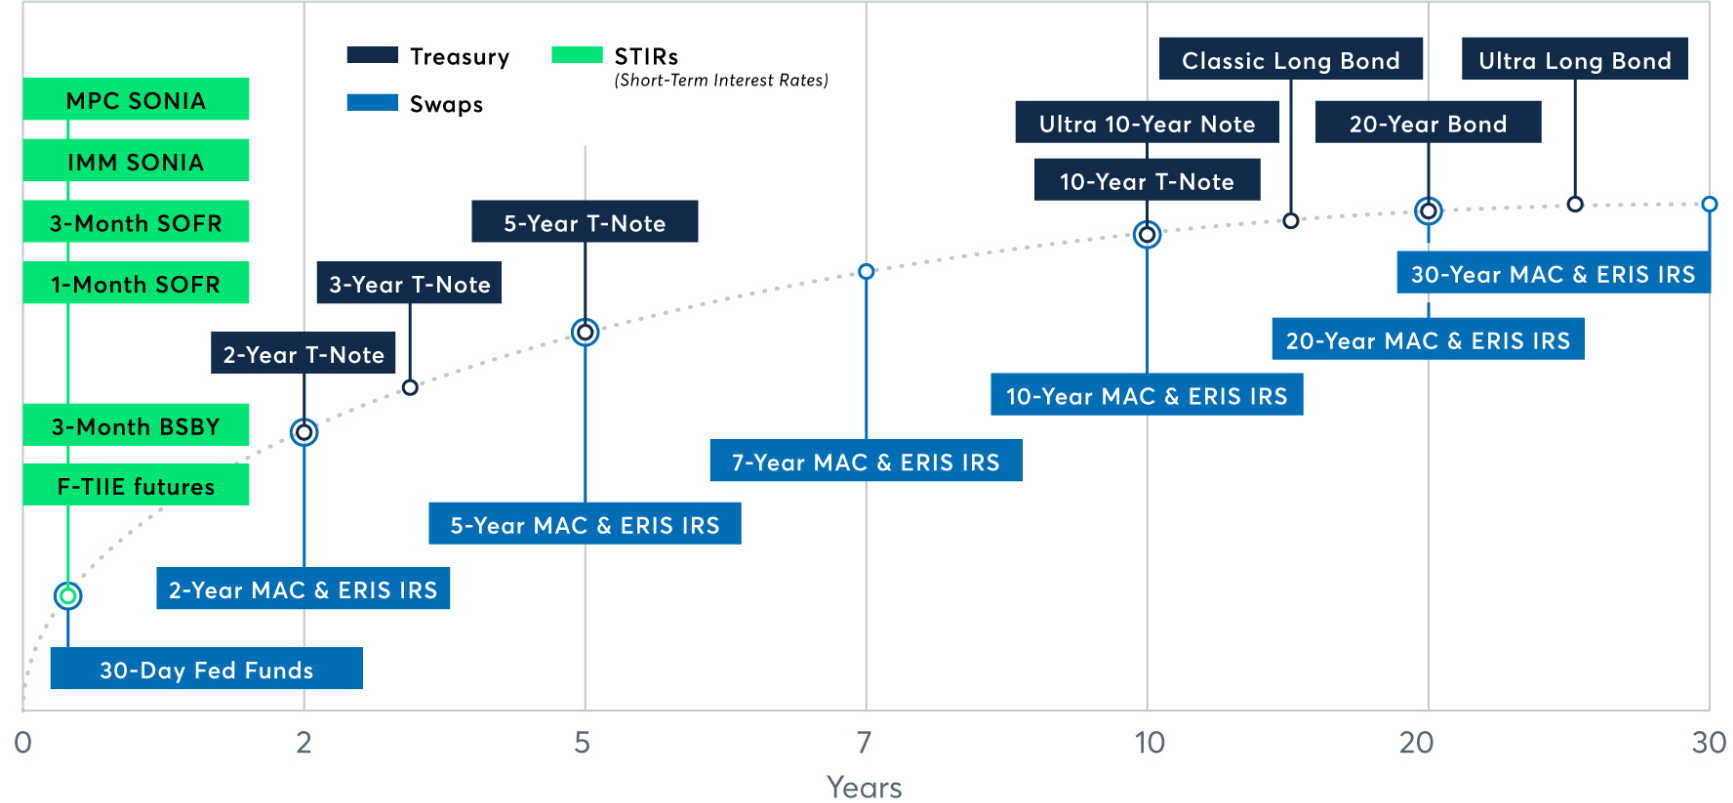 Treasury
STIRs
(Short-Term Interest Rates)
Swaps
MPC SONIA
IMM SONIA
3-Month SOFR
1-Month SOFR
3-Month BSBY
F-TIIE futures
30-Day Fed Funds
2-Year T-Note
2-Year MAC & ERIS IRS
3-Year T-Note
5-Year T-Note
5-Year MAC & ERIS IRS
7-Year MAC & ERIS IRS
Ultra 10-Year Note
10-Year T-Note
10-Year MAC & ERIS IRS
Classic Long Bond
20-Year Bond
20-Year MAC & ERIS IRS
Ultra Long Bond
30-Year MAC & ERIS IRS
0
2
5
7
10
20
30
Years